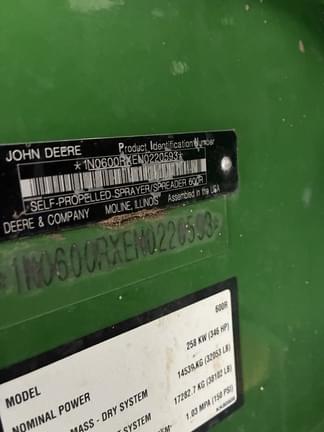 JOHN DEERE Product Identification Number
*1N0600RXEN0220593*
SELF-PROPELLED SPRAYER/SPREADER 600R
DEERE & COMPANY MOLINE, ILLINOIS Assembled in the USA
*1N0600RXEN0220593*
MODEL 600R
NOMINAL POWER 258 KW (346 HP)
MASS - DRY SYSTEM 14539 KG (32053 LB)
SYSTEM 17282.7 KG (38102 LB)
1.03 MPA (150 PSI)